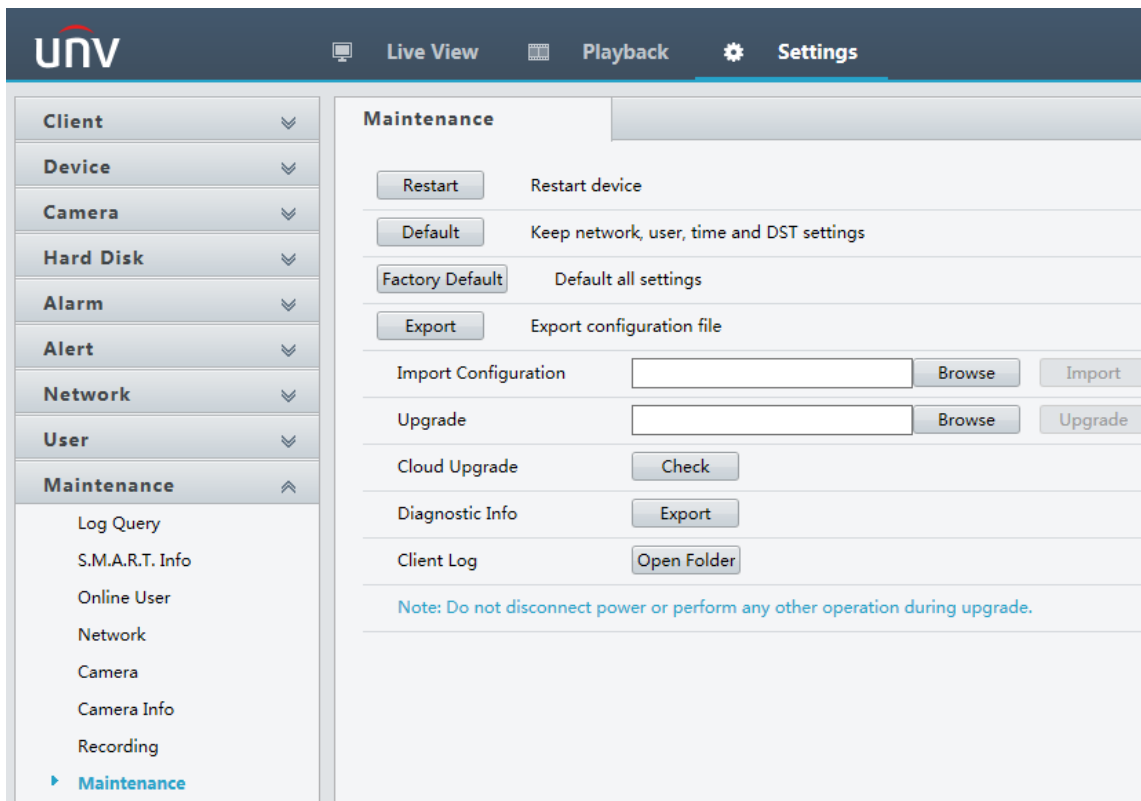 unv
Live View
Playback
Settings
Client
Device
Camera
Hard Disk
Alarm
Alert
Network
User
Maintenance
Log Query
S.M.A.R.T. Info
Online User
Network
Camera
Camera Info
Recording
Maintenance
Maintenance
Restart Restart device
Default Keep network, user, time and DST settings
Factory Default Default all settings
Export Export configuration file
Import Configuration Browse Import
Upgrade Browse Upgrade
Cloud Upgrade Check
Diagnostic Info Export
Client Log Open Folder
Note: Do not disconnect power or perform any other operation during upgrade.